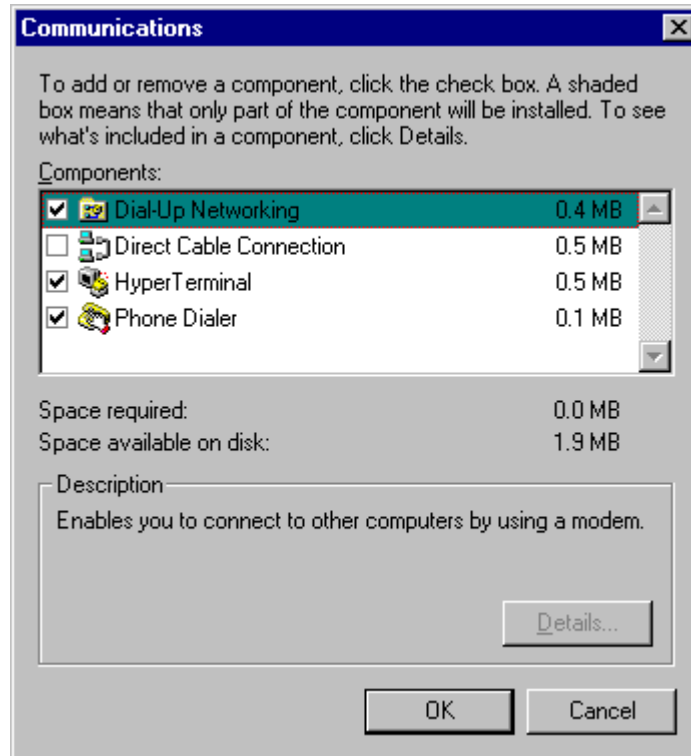 Communications
To add or remove a component, click the check box. A shaded
box means that only part of the component will be installed. To see
what's included in a component, click Details.
Components:
Dial-Up Networking 0.4 MB
Direct Cable Connection 0.5 MB
HyperTerminal 0.5 MB
Phone Dialer 0.1 MB
Space required: 0.0 MB
Space available on disk: 1.9 MB
Description
Enables you to connect to other computers by using a modem.
Details...
OK Cancel